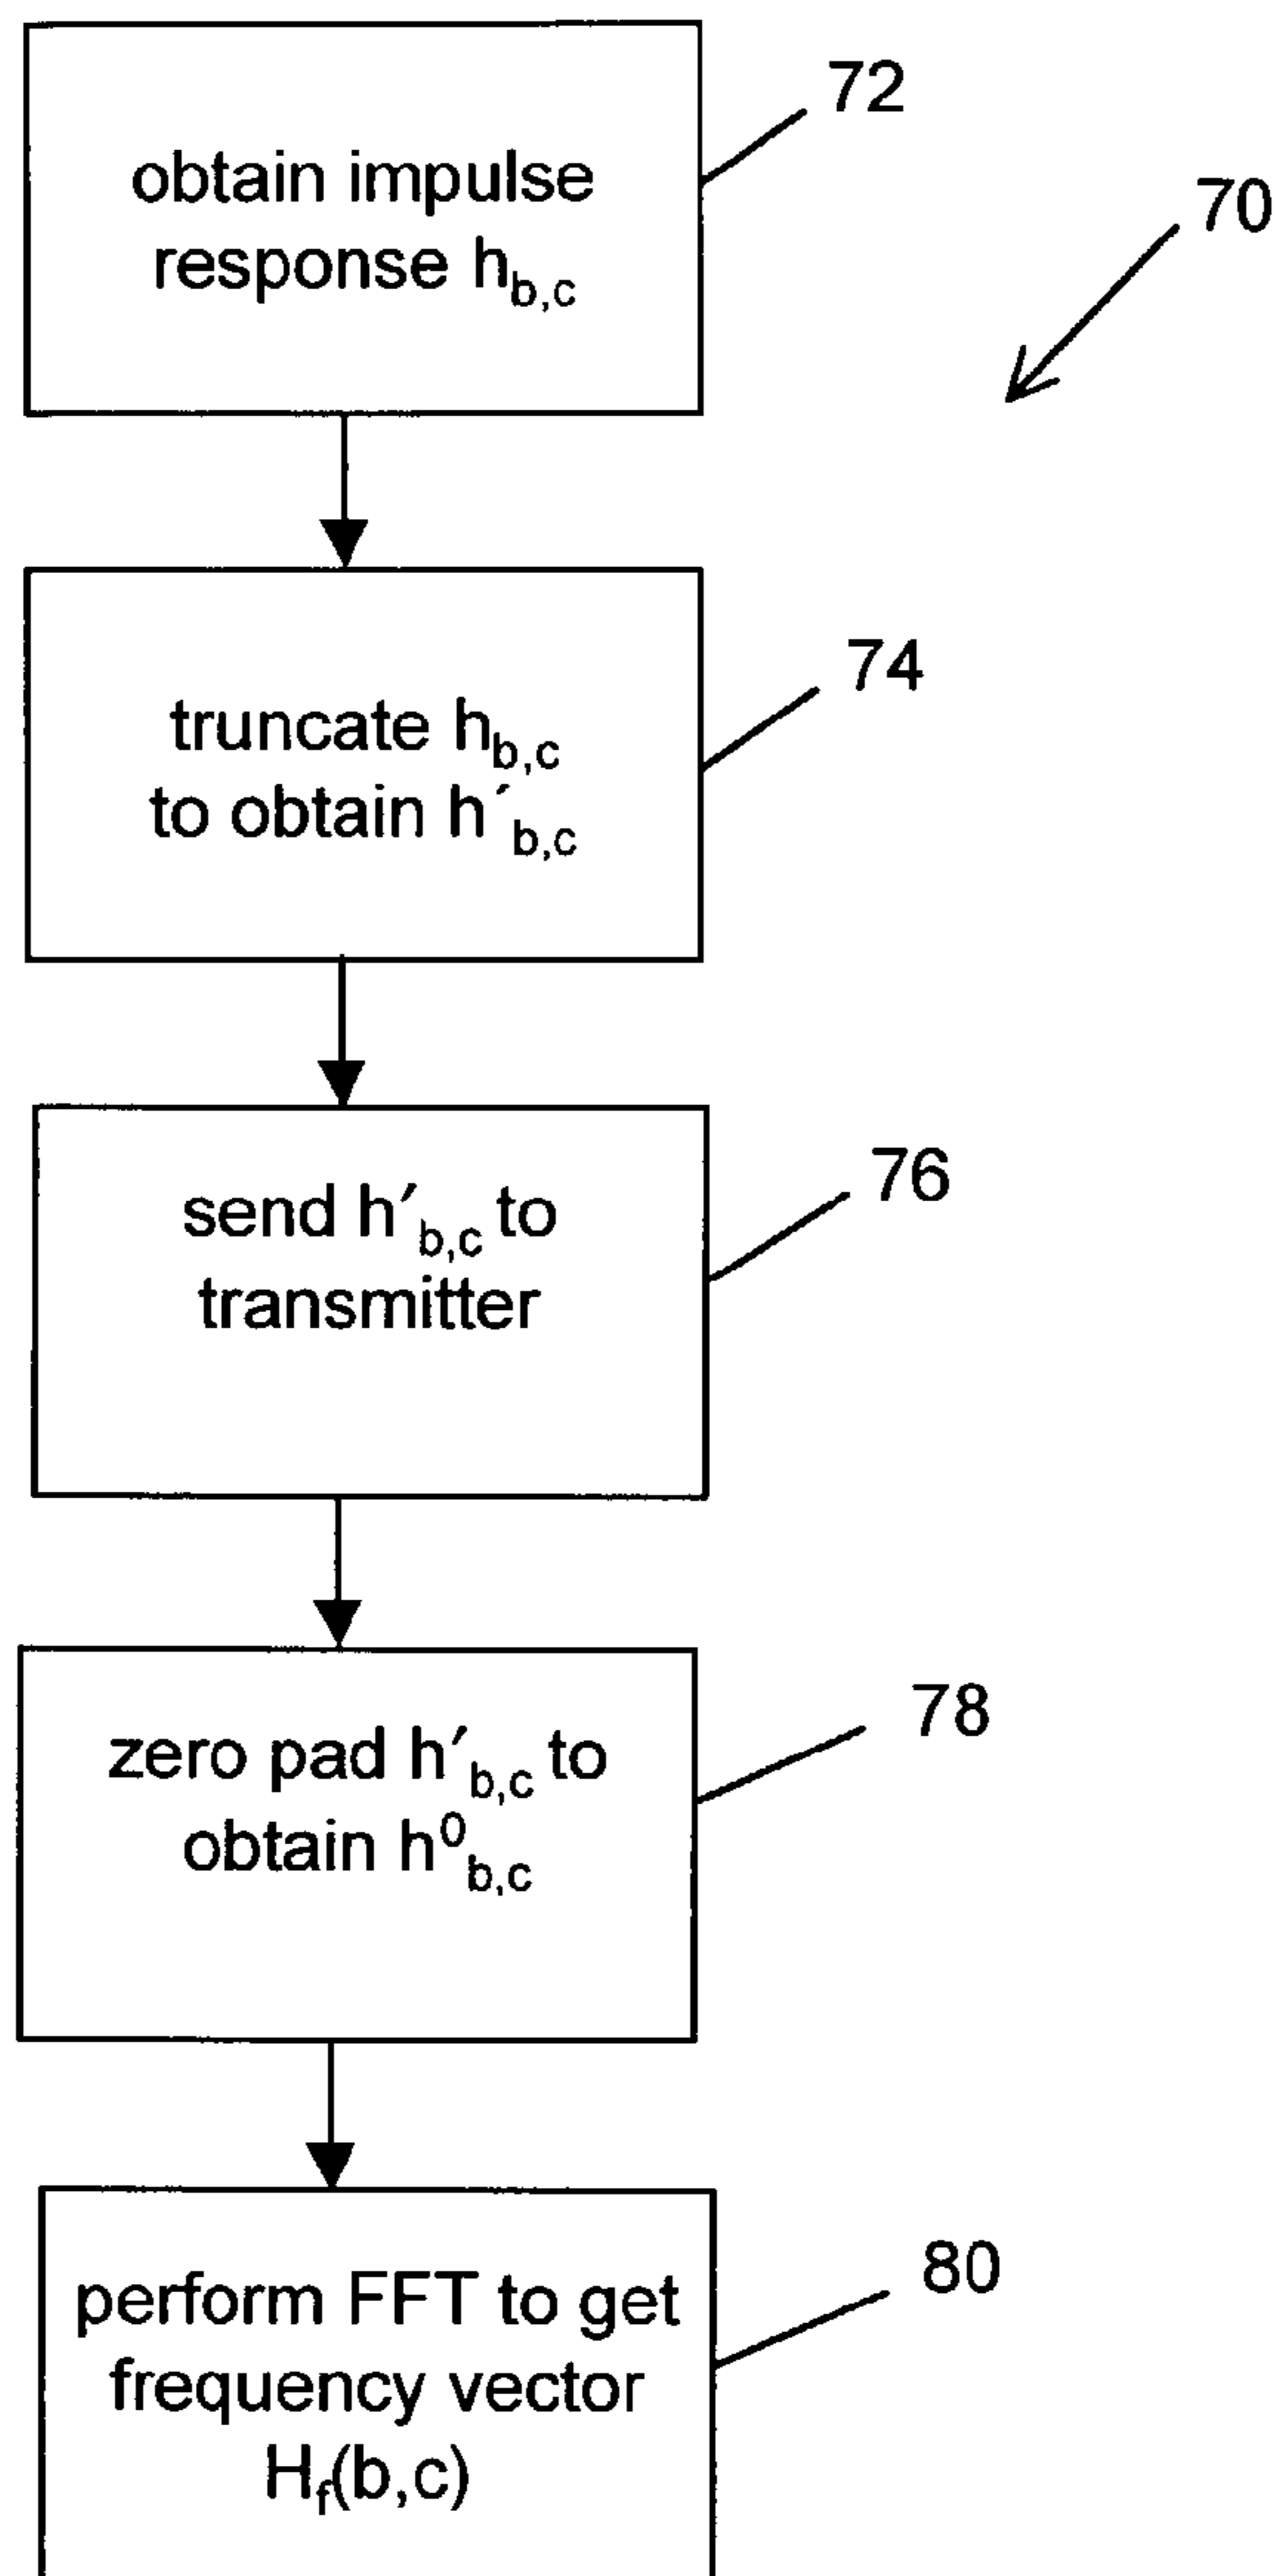 72
70
obtain impulse
response h_b,c
74
truncate h_b,c
to obtain h´_b,c
76
send h′_b,c to
transmitter
78
zero pad h′_b,c to
obtain h⁰_b,c
80
perform FFT to get
frequency vector
H_f(b,c)